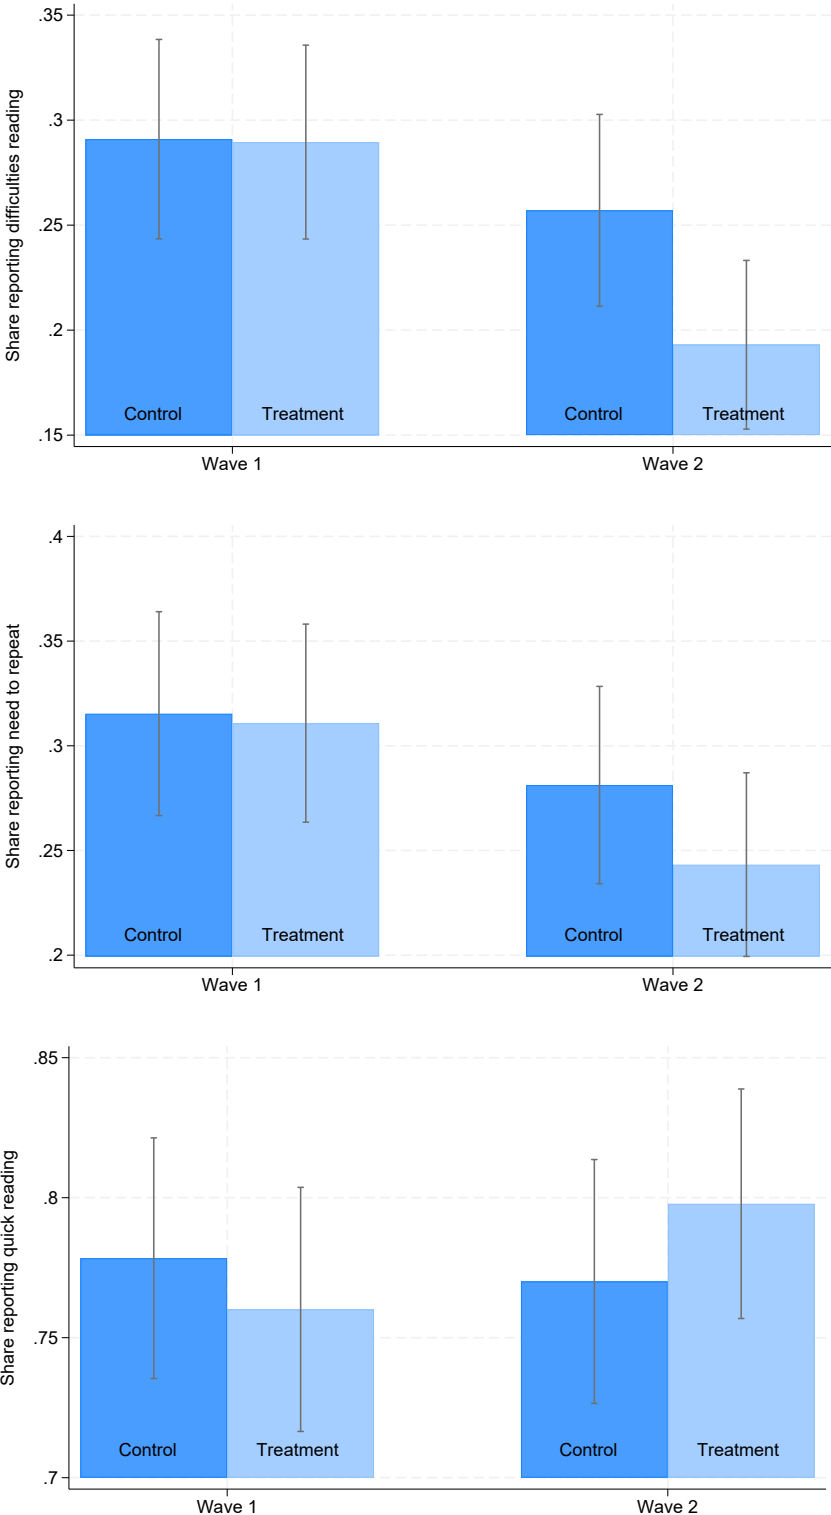 Share reporting difficulties reading
.35
.3
.25
.2
.15
Control
Treatment
Control
Treatment
Wave 1
Wave 2
Share reporting need to repeat
.4
.35
.3
.25
.2
Control
Treatment
Control
Treatment
Wave 1
Wave 2
Share reporting quick reading
.85
.8
.75
.7
Control
Treatment
Control
Treatment
Wave 1
Wave 2